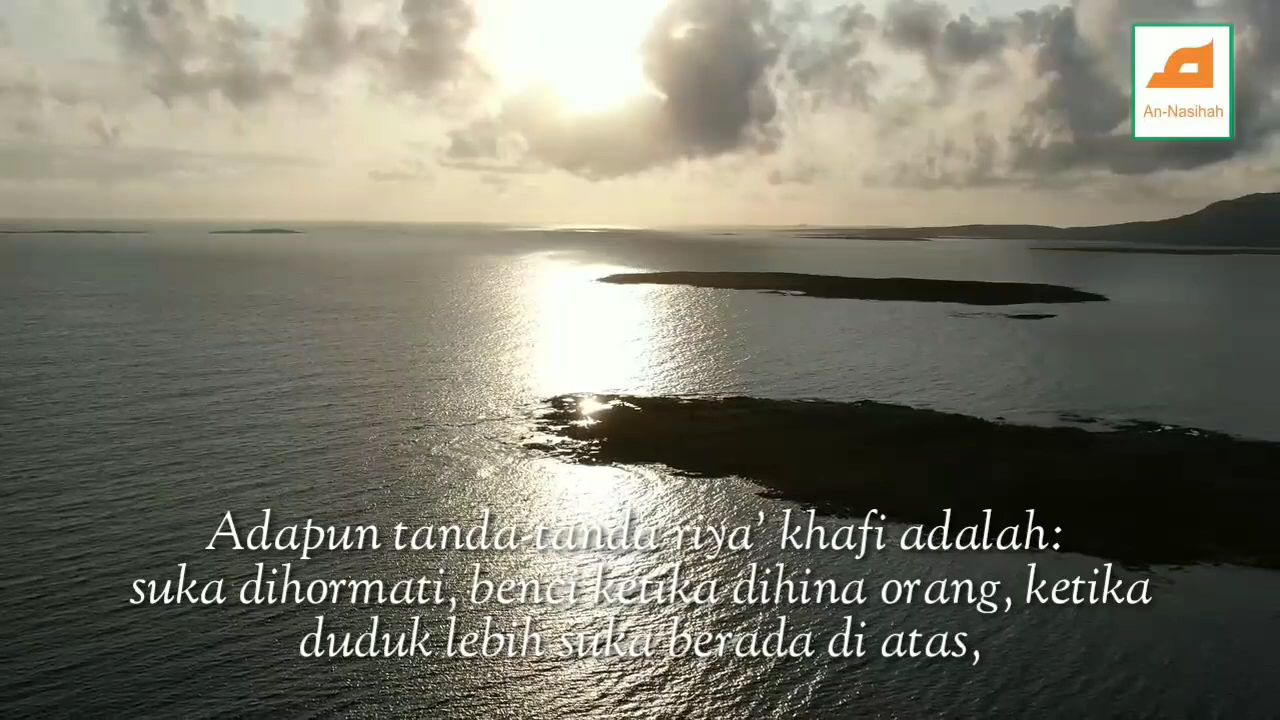 An-Nasihah
Adapun tanda-tanda riya’ khafi adalah:
suka dihormati, benci ketika dihina orang, ketika
duduk lebih suka berada di atas,